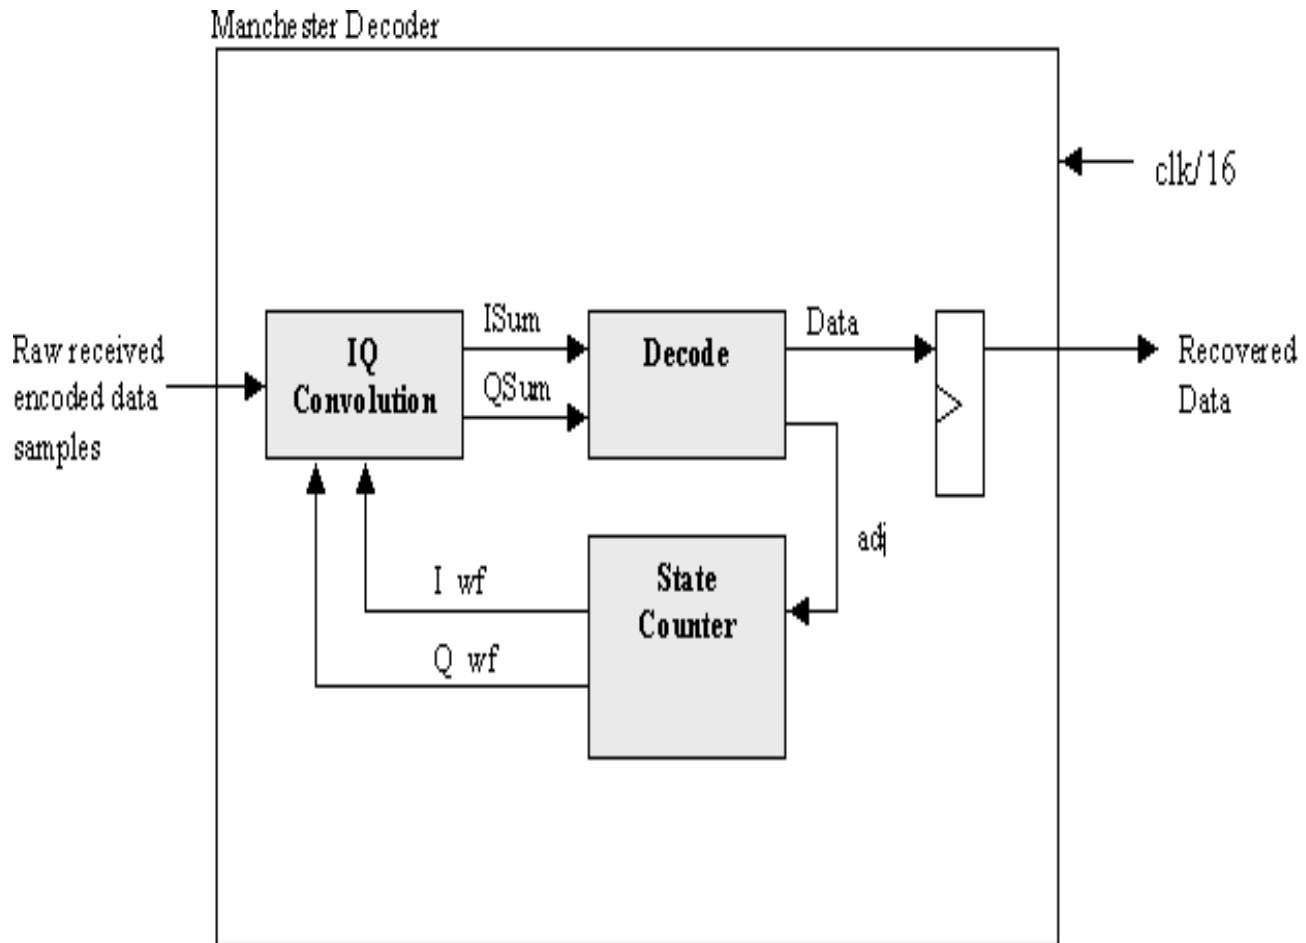 Manchester Decoder
clk/16
Raw received
encoded data
samples
IQ
Convolution
ISum
QSum
Decode
Data
Recovered
Data
adj
State
Counter
I wf
Q wf